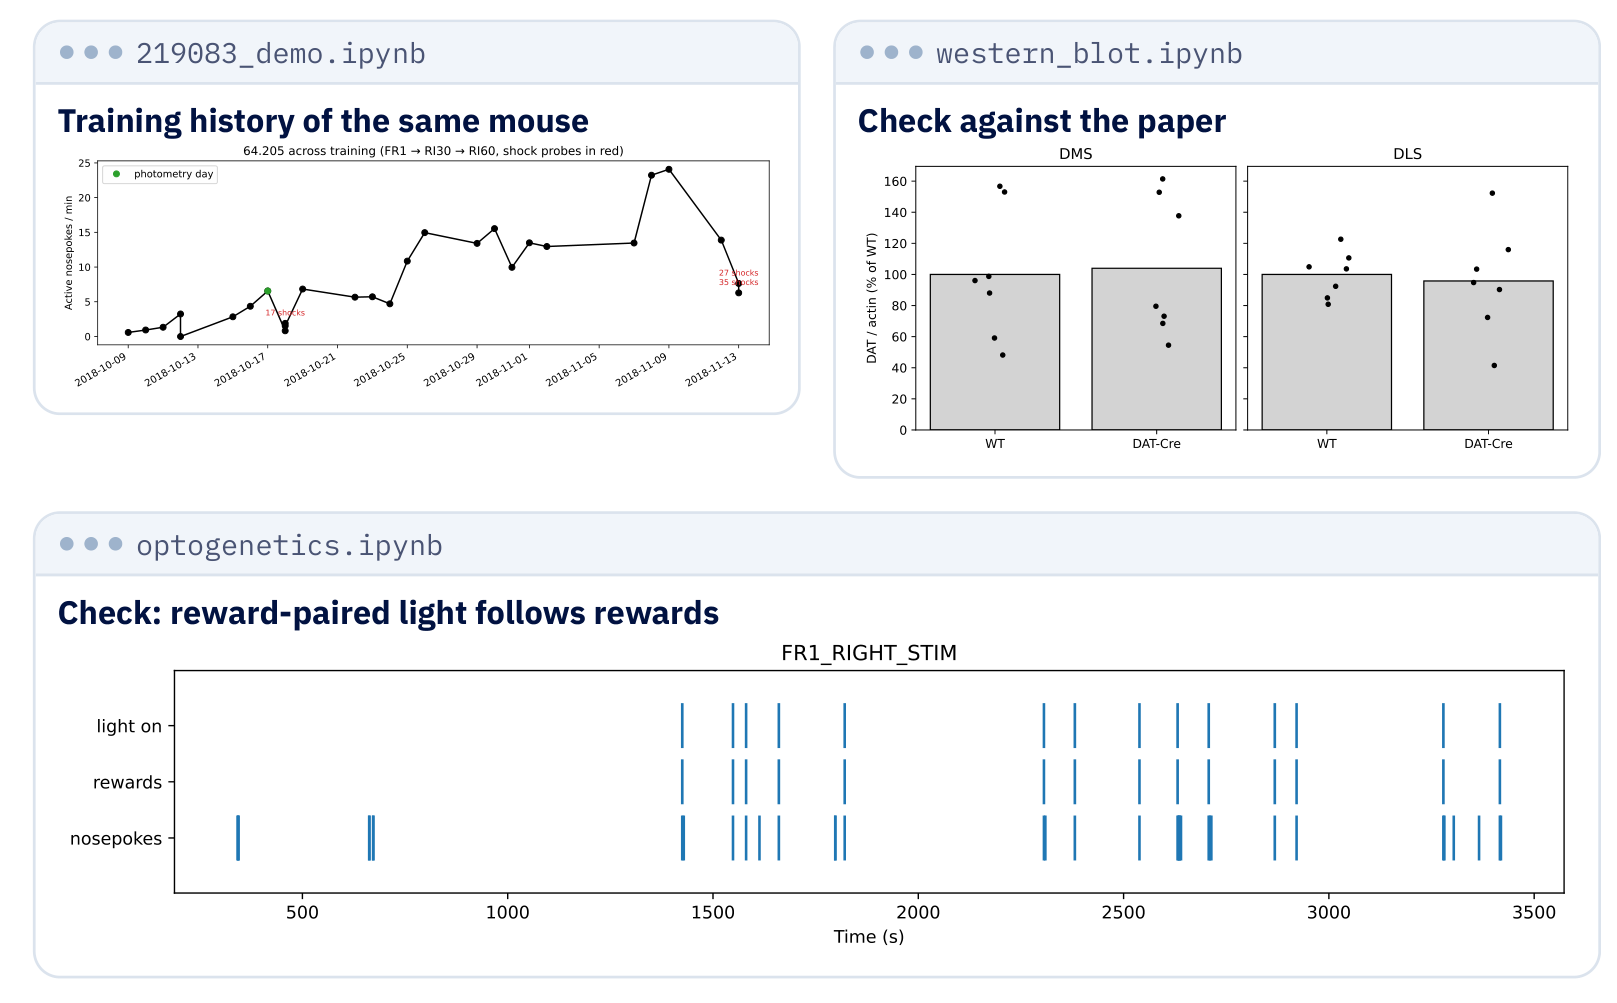 219083_demo.ipynb
Training history of the same mouse
64.205 across training (FR1 → RI30 → RI60, shock probes in red)
photometry day
Active nosepokes / min
25
20
15
10
5
0
17 shocks
27 shocks
35 shocks
2018-10-09
2018-10-13
2018-10-17
2018-10-21
2018-10-25
2018-10-29
2018-11-01
2018-11-05
2018-11-09
2018-11-13
western_blot.ipynb
Check against the paper
DMS
DLS
DAT / actin (% of WT)
160
140
120
100
80
60
40
20
0
WT
DAT-Cre
WT
DAT-Cre
optogenetics.ipynb
Check: reward-paired light follows rewards
FR1_RIGHT_STIM
light on
rewards
nosepokes
500
1000
1500
2000
2500
3000
3500
Time (s)